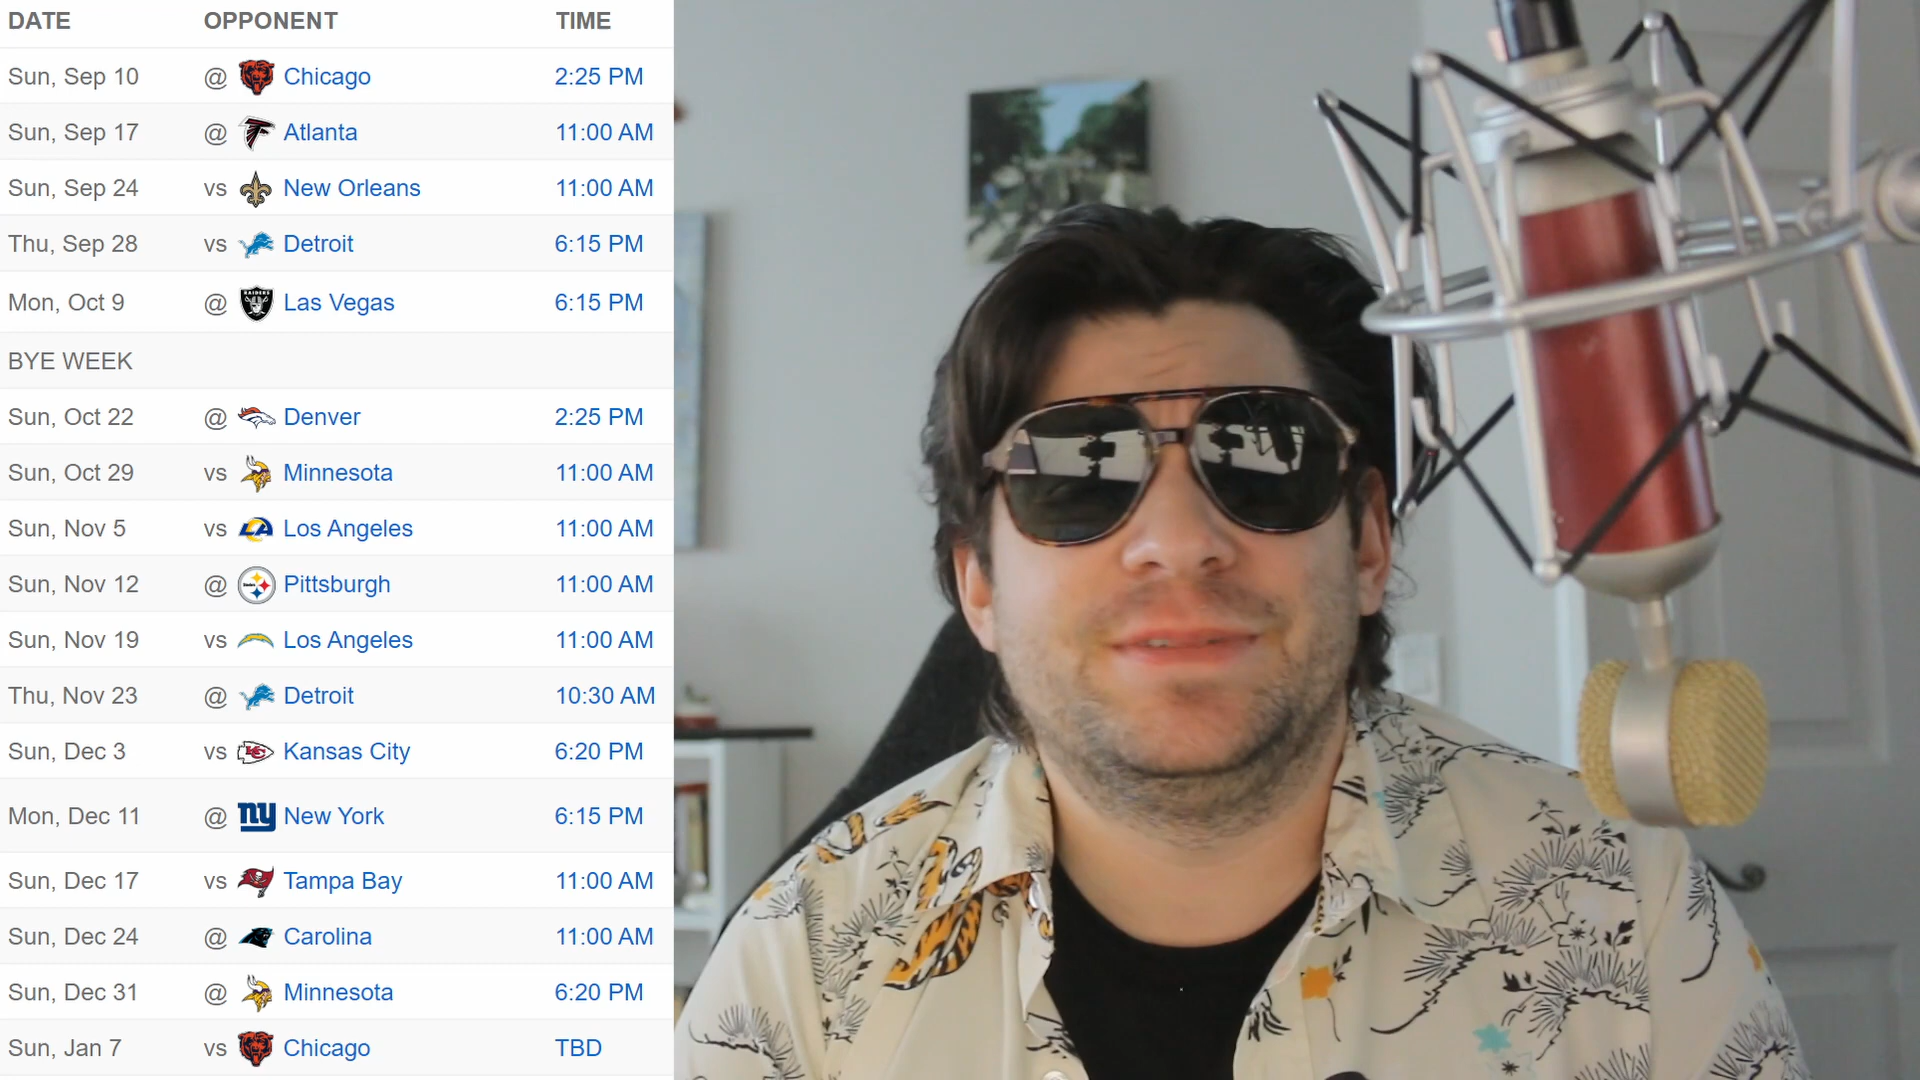 DATE OPPONENT TIME
Sun, Sep 10 @ Chicago 2:25 PM
Sun, Sep 17 @ Atlanta 11:00 AM
Sun, Sep 24 vs New Orleans 11:00 AM
Thu, Sep 28 vs Detroit 6:15 PM
Mon, Oct 9 @ RAIDERS Las Vegas 6:15 PM
BYE WEEK
Sun, Oct 22 @ Denver 2:25 PM
Sun, Oct 29 vs Minnesota 11:00 AM
Sun, Nov 5 vs LA Los Angeles 11:00 AM
Sun, Nov 12 @ Steelers Pittsburgh 11:00 AM
Sun, Nov 19 vs Los Angeles 11:00 AM
Thu, Nov 23 @ Detroit 10:30 AM
Sun, Dec 3 vs KC Kansas City 6:20 PM
Mon, Dec 11 @ ny New York 6:15 PM
Sun, Dec 17 vs Tampa Bay 11:00 AM
Sun, Dec 24 @ Carolina 11:00 AM
Sun, Dec 31 @ Minnesota 6:20 PM
Sun, Jan 7 vs Chicago TBD